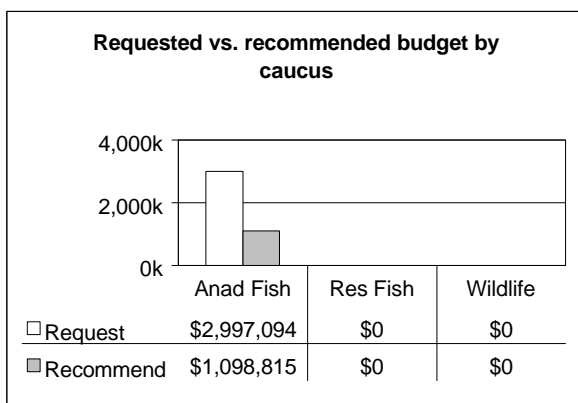 Requested vs. recommended budget by
caucus
4,000k
2,000k
0k
Anad Fish Res Fish Wildlife
Request $2,997,094 $0 $0
Recommend $1,098,815 $0 $0